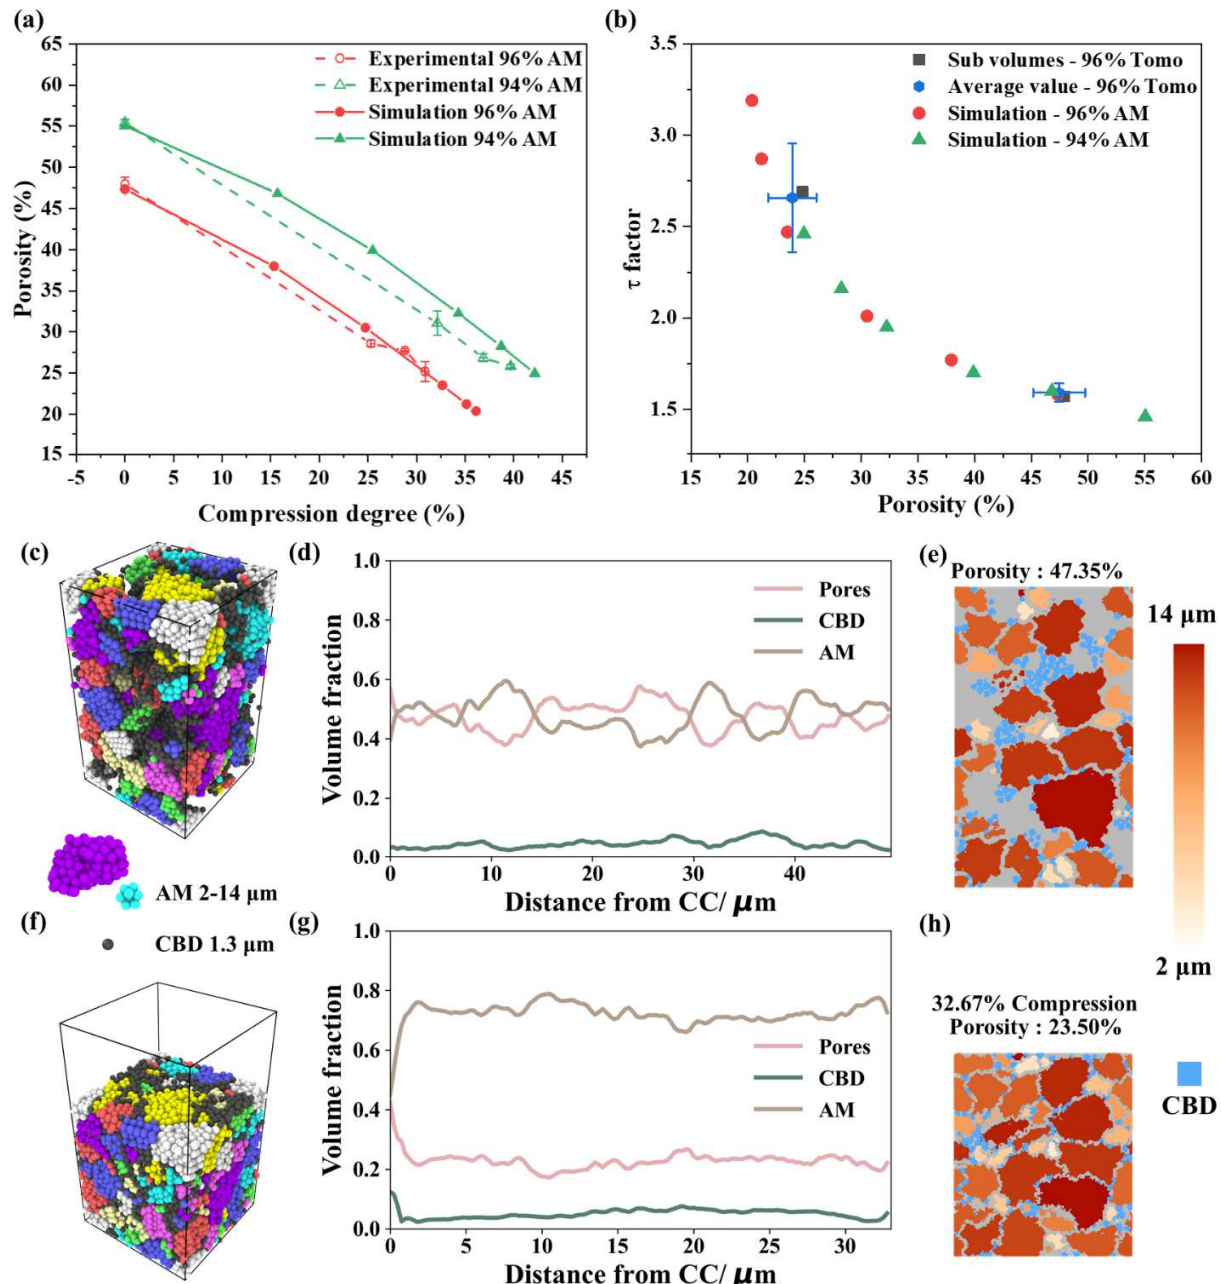 (a)
65
60
55
50
45
40
35
30
25
20
15
Porosity (%)
Experimental 96% AM
Experimental 94% AM
Simulation 96% AM
Simulation 94% AM
-5 0 5 10 15 20 25 30 35 40 45
Compression degree (%)
(b)
3.5
3.0
2.5
2.0
1.5
τ factor
Sub volumes - 96% Tomo
Average value - 96% Tomo
Simulation - 96% AM
Simulation - 94% AM
15 20 25 30 35 40 45 50 55 60
Porosity (%)
(c)
AM 2-14 μm
CBD 1.3 μm
(d)
1.0
0.8
0.6
0.4
0.2
0.0
Volume fraction
Pores
CBD
AM
0 10 20 30 40
Distance from CC/ μm
(e)
Porosity : 47.35%
14 μm
2 μm
(f)
(g)
1.0
0.8
0.6
0.4
0.2
0.0
Volume fraction
Pores
CBD
AM
0 5 10 15 20 25 30
Distance from CC/ μm
(h)
32.67% Compression
Porosity : 23.50%
CBD